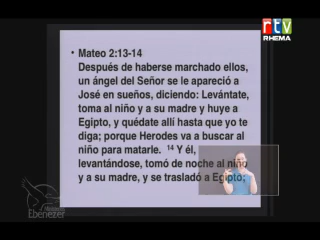 rtv
RHEMA
• Mateo 2:13-14
Después de haberse marchado ellos,
un ángel del Señor se le apareció a
José en sueños, diciendo: Levántate,
toma al niño y a su madre y huye a
Egipto, y quédate allí hasta que yo te
diga; porque Herodes va a buscar al
niño para matarle. 14 Y él,
levantándose, tomó de noche al niño
y a su madre, y se trasladó a Egipto;
Ebenezer